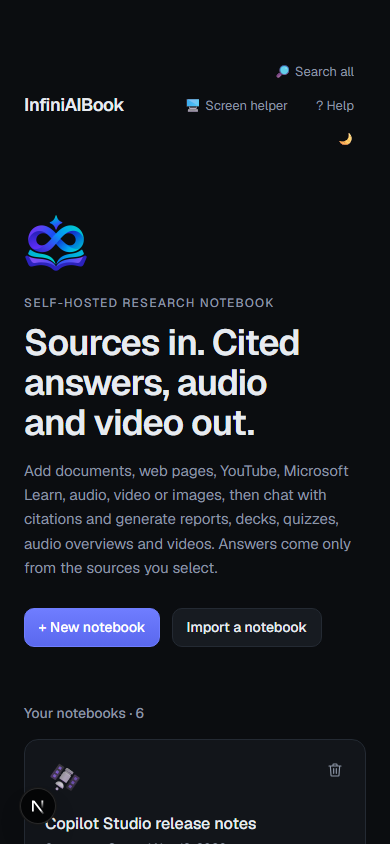 Search all
InfiniAIBook
Screen helper
? Help
SELF-HOSTED RESEARCH NOTEBOOK
Sources in. Cited
answers, audio
and video out.
Add documents, web pages, YouTube, Microsoft
Learn, audio, video or images, then chat with
citations and generate reports, decks, quizzes,
audio overviews and videos. Answers come only
from the sources you select.
+ New notebook
Import a notebook
Your notebooks · 6
N
Copilot Studio release notes